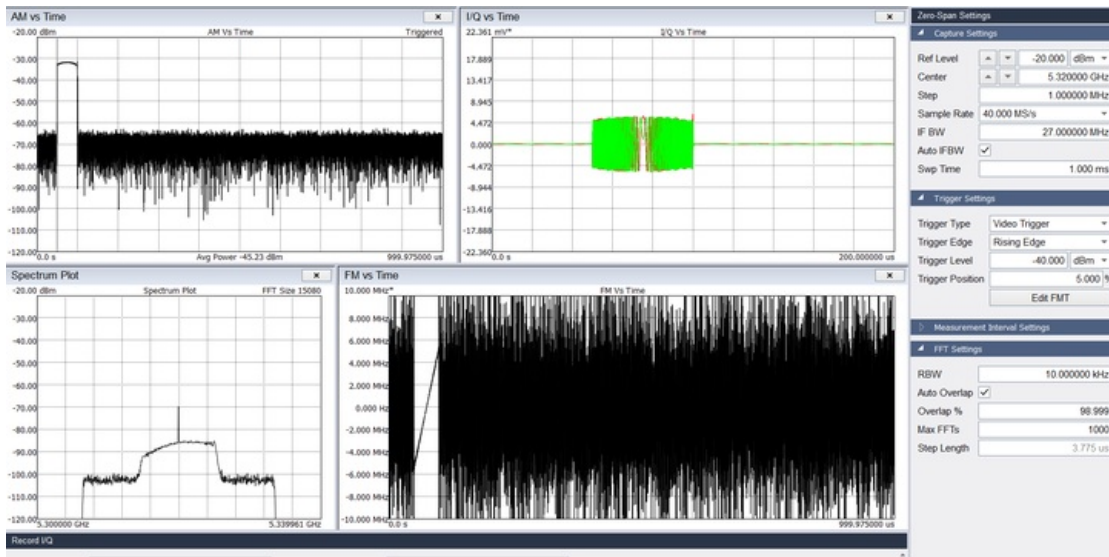 AM vs Time
-20.00 dBm AM Vs Time Triggered
-30.00
-40.00
-50.00
-60.00
-70.00
-80.00
-90.00
-100.00
-110.00
-120.00
0.0 s Avg Power -45.23 dBm 999.975000 us
I/Q vs Time
22.361 mV* I/Q Vs Time
17.889
13.417
8.945
4.472
0.000
-4.472
-8.944
-13.416
-17.888
-22.360
0.0 s 200.000000 us
Spectrum Plot
-20.00 dBm Spectrum Plot FFT Size 15080
-30.00
-40.00
-50.00
-60.00
-70.00
-80.00
-90.00
-100.00
-110.00
-120.00
5.300000 GHz 5.339961 GHz
FM vs Time
10.000 MHz* FM Vs Time
8.000 MHz
6.000 MHz
4.000 MHz
2.000 MHz
0.000 Hz
-2.000 MHz
-4.000 MHz
-6.000 MHz
-8.000 MHz
-10.000 MHz
0.0 s 999.975000 us
Record I/Q
Zero-Span Settings
Capture Settings
Ref Level -20.000 dBm
Center 5.320000 GHz
Step 1.000000 MHz
Sample Rate 40.000 MS/s
IF BW 27.000000 MHz
Auto IFBW
Swp Time 1.000 ms
Trigger Settings
Trigger Type Video Trigger
Trigger Edge Rising Edge
Trigger Level -40.000 dBm
Trigger Position 5.000 %
Edit FMT
Measurement Interval Settings
FFT Settings
RBW 10.000000 kHz
Auto Overlap
Overlap % 98.999
Max FFTs 1000
Step Length 3.775 us